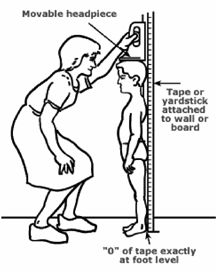 Movable headpiece
Tape or
yardstick
attached
to wall or
board
"0" of tape exactly
at foot level